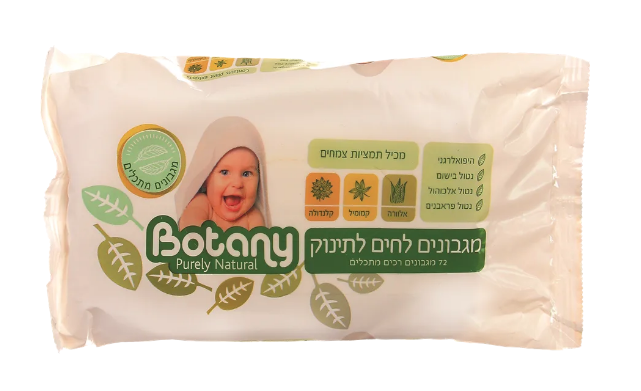 מגבונים מתכלים
מכיל תמציות צמחים
קלנדולה
קמומיל
אלוורה
היפואלרגני
נטול בישום
נטול אלכוהול
נטול פראבנים
Botany
Purely Natural
מגבונים לחים לתינוק
72 מגבונים רכים מתכלים